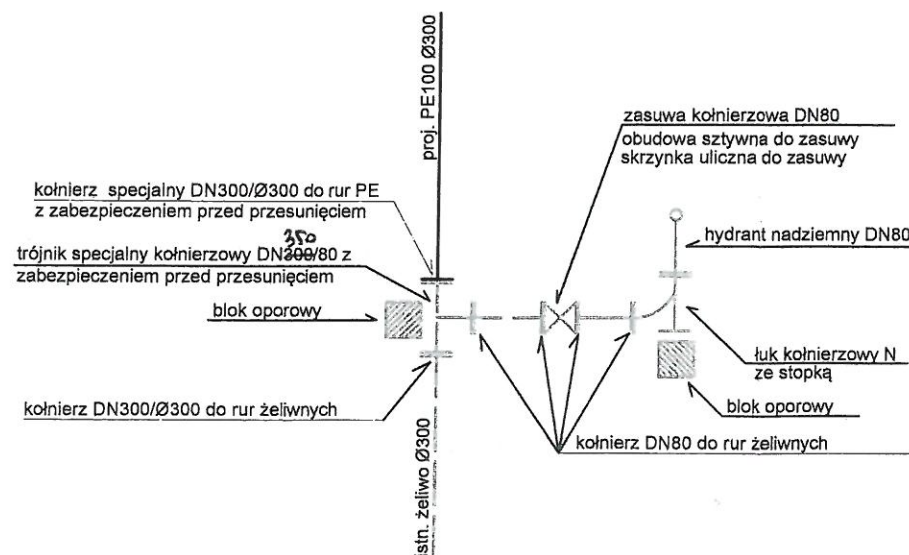 proj. PE100 Ø300
zasuwa kołnierzowa DN80
obudowa sztywna do zasuwy
skrzynka uliczna do zasuwy
kołnierz specjalny DN300/Ø300 do rur PE
z zabezpieczeniem przed przesunięciem
350
trójnik specjalny kołnierzowy DN300/80 z
zabezpieczeniem przed przesunięciem
hydrant nadziemny DN80
blok oporowy
łuk kołnierzowy N
ze stopką
blok oporowy
kołnierz DN300/Ø300 do rur żeliwnych
kołnierz DN80 do rur żeliwnych
istn. żeliwo Ø300